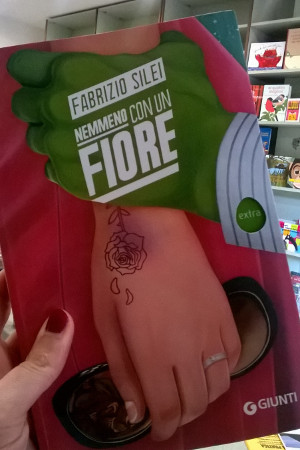 FABRIZIO SILEI
NEMMENO CON UN
FIORE
extra
GIUNTI